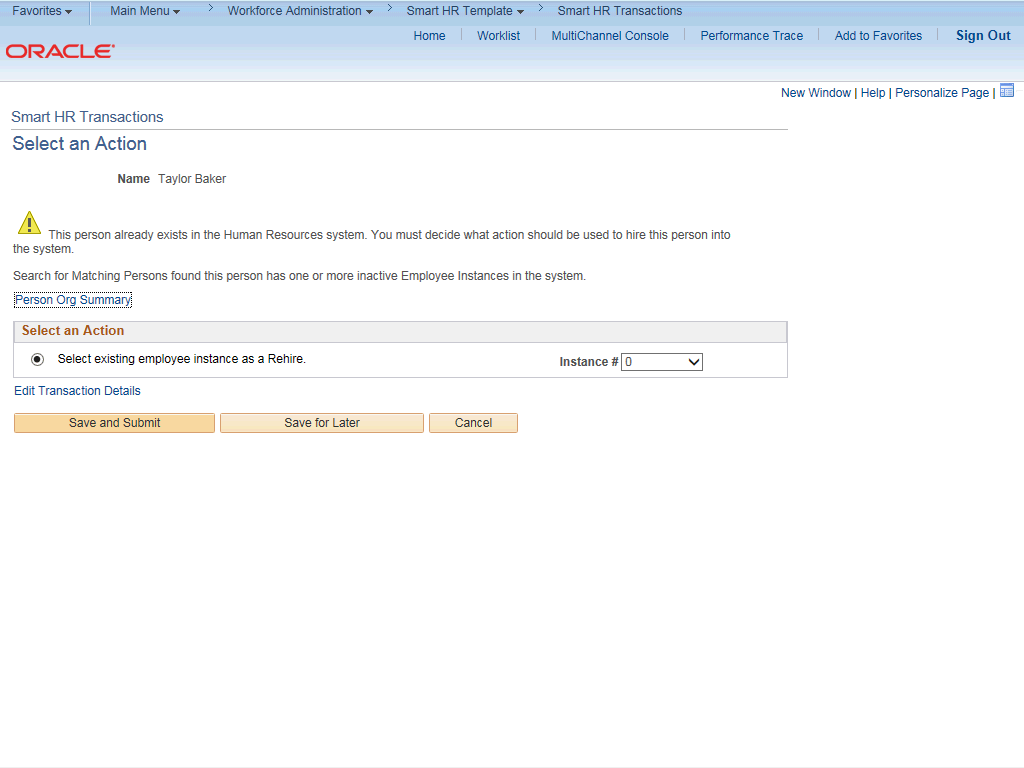 Favorites Main Menu > Workforce Administration > Smart HR Template > Smart HR Transactions
Home Worklist MultiChannel Console Performance Trace Add to Favorites Sign Out
ORACLE
New Window | Help | Personalize Page |
Smart HR Transactions
Select an Action
Name Taylor Baker
This person already exists in the Human Resources system. You must decide what action should be used to hire this person into
the system.
Search for Matching Persons found this person has one or more inactive Employee Instances in the system.
Person Org Summary
Select an Action
Select existing employee instance as a Rehire. Instance # 0
Edit Transaction Details
Save and Submit Save for Later Cancel